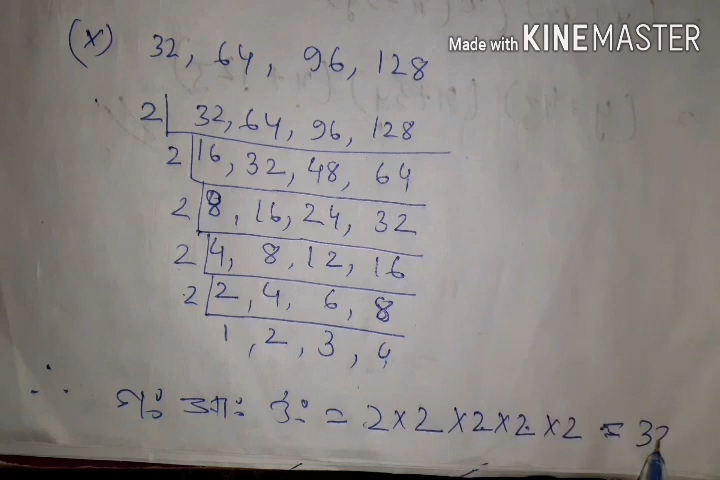 Made with KINEMASTER
(x) 32, 64, 96, 128
2 | 32, 64, 96, 128
2 | 16, 32, 48, 64
2 | 8, 16, 24, 32
2 | 4, 8, 12, 16
2 | 2, 4, 6, 8
1, 2, 3, 4
∴ = 2×2×2×2×2 = 32